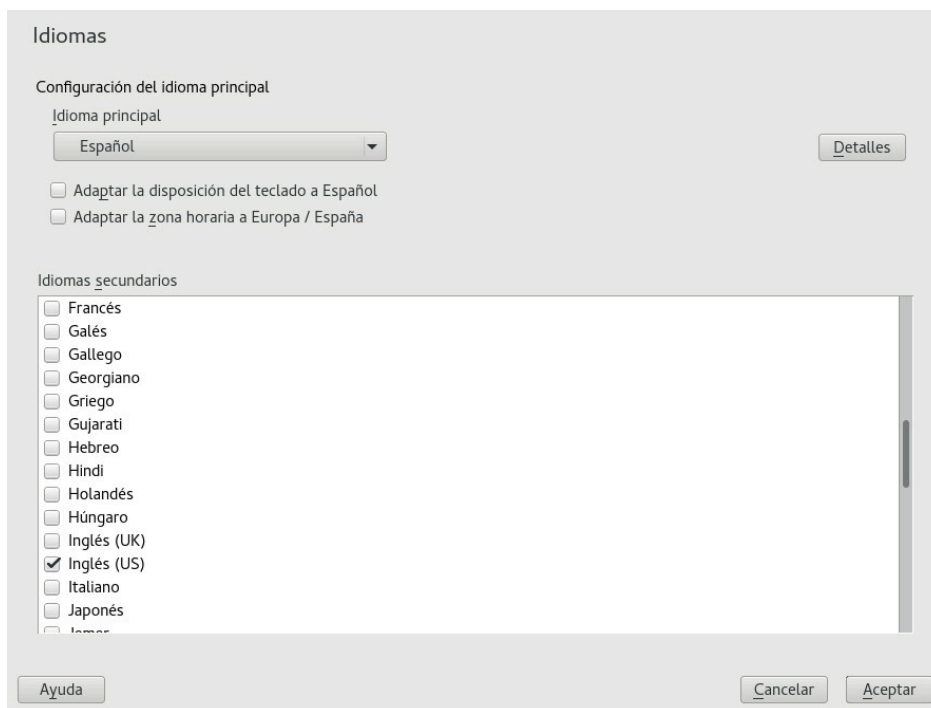 Idiomas
Configuración del idioma principal
Idioma principal
Español
Detalles
Adaptar la disposición del teclado a Español
Adaptar la zona horaria a Europa / España
Idiomas secundarios
Francés
Galés
Gallego
Georgiano
Griego
Gujarati
Hebreo
Hindi
Holandés
Húngaro
Inglés (UK)
Inglés (US)
Italiano
Japonés
Jemer
Ayuda
Cancelar
Aceptar